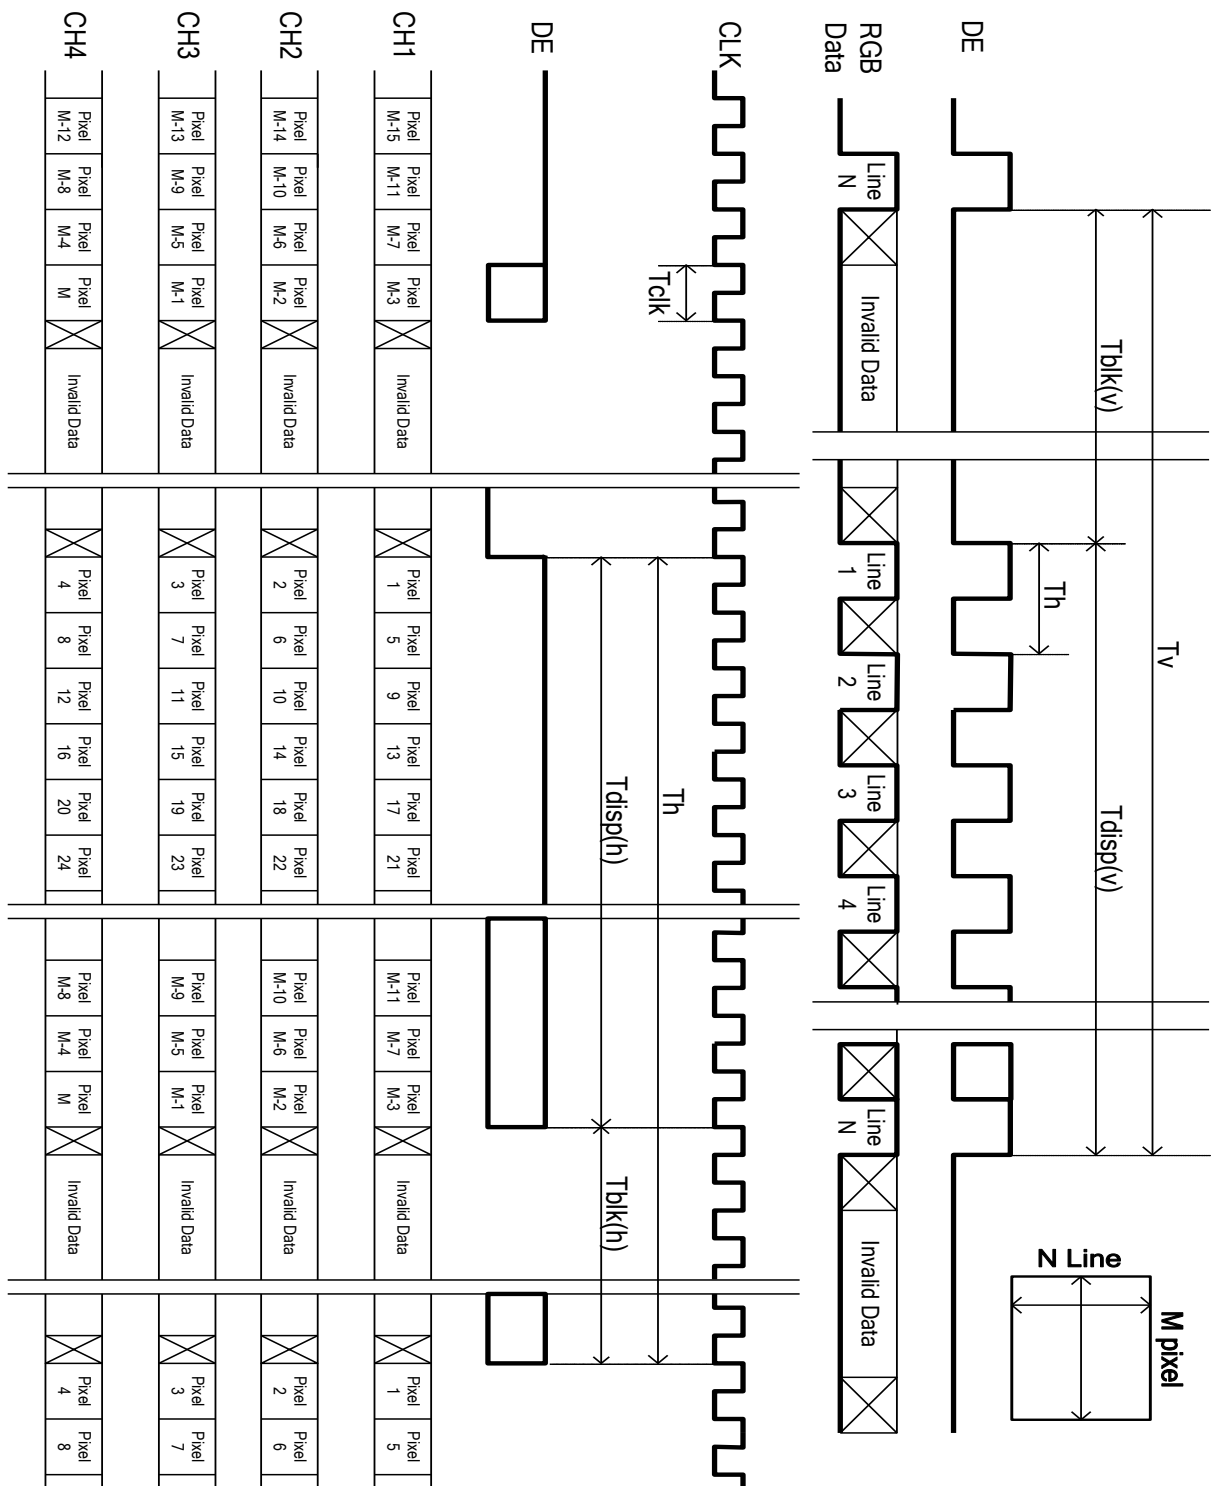 Tv
M pixel
Tblk(v) Tdisp(v)
Th
N Line
DE
RGB Line Line Line Line Line Line
Data N Invalid Data 1 2 3 4 N Invalid Data
CLK
Tclk
Th
Tdisp(h) Tblk(h)
DE
CH1 Pixel Pixel Pixel Pixel Invalid Data Pixel Pixel Pixel Pixel Pixel Pixel Pixel Pixel Pixel Invalid Data Pixel Pixel
M-15 M-11 M-7 M-3 1 5 9 13 17 21 M-11 M-7 M-3 1 5
CH2 Pixel Pixel Pixel Pixel Invalid Data Pixel Pixel Pixel Pixel Pixel Pixel Pixel Pixel Pixel Invalid Data Pixel Pixel
M-14 M-10 M-6 M-2 2 6 10 14 18 22 M-10 M-6 M-2 2 6
CH3 Pixel Pixel Pixel Pixel Invalid Data Pixel Pixel Pixel Pixel Pixel Pixel Pixel Pixel Pixel Invalid Data Pixel Pixel
M-13 M-9 M-5 M-1 3 7 11 15 19 23 M-9 M-5 M-1 3 7
CH4 Pixel Pixel Pixel Pixel Invalid Data Pixel Pixel Pixel Pixel Pixel Pixel Pixel Pixel Pixel Invalid Data Pixel Pixel
M-12 M-8 M-4 M 4 8 12 16 20 24 M-8 M-4 M 4 8